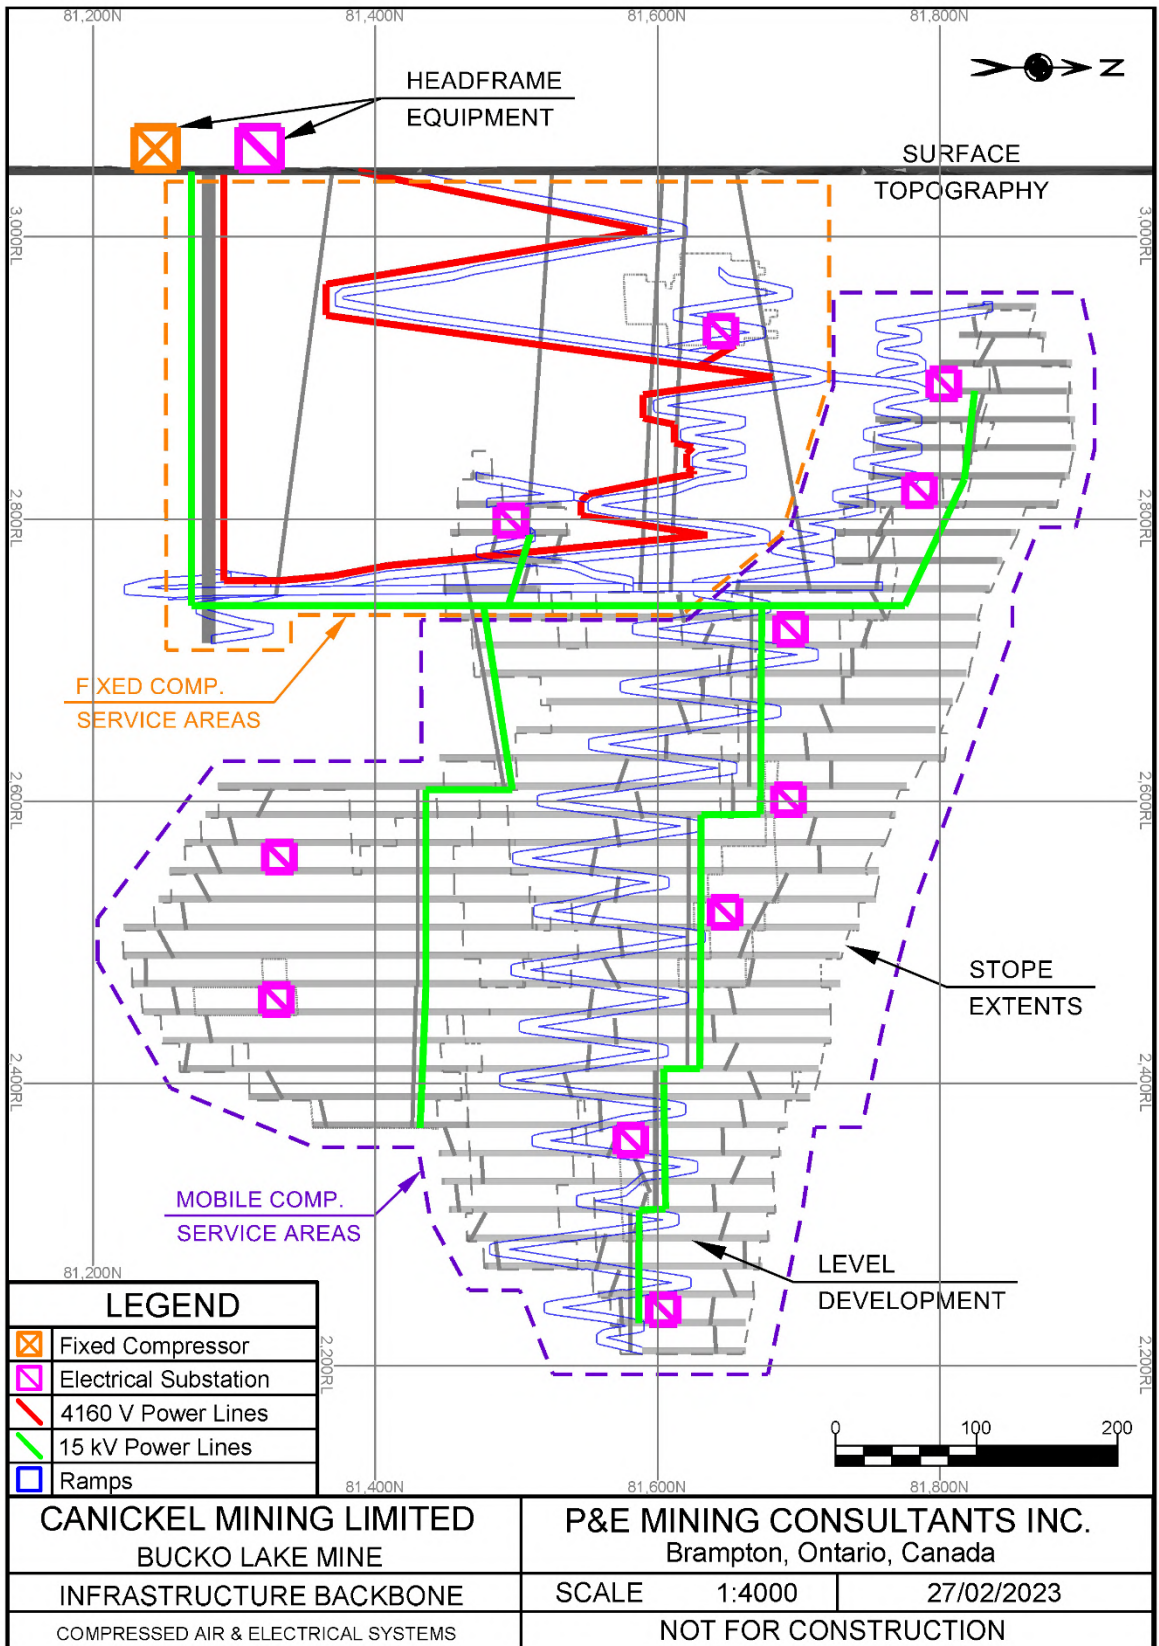 81,200N 81,400N 81,600N 81,800N
HEADFRAME
EQUIPMENT
N
SURFACE
TOPOGRAPHY
3,000RL 3,000RL
2,800RL 2,800RL
FIXED COMP.
SERVICE AREAS
2,600RL 2,600RL
STOPE
EXTENTS
2,400RL 2,400RL
MOBILE COMP.
SERVICE AREAS
LEVEL
DEVELOPMENT
81,200N
2,200RL 2,200RL
LEGEND
Fixed Compressor
Electrical Substation
4160 V Power Lines
15 kV Power Lines
Ramps
0 100 200
81,400N 81,600N 81,800N
CANICKEL MINING LIMITED
BUCKO LAKE MINE
INFRASTRUCTURE BACKBONE
COMPRESSED AIR & ELECTRICAL SYSTEMS
P&E MINING CONSULTANTS INC.
Brampton, Ontario, Canada
SCALE 1:4000 27/02/2023
NOT FOR CONSTRUCTION